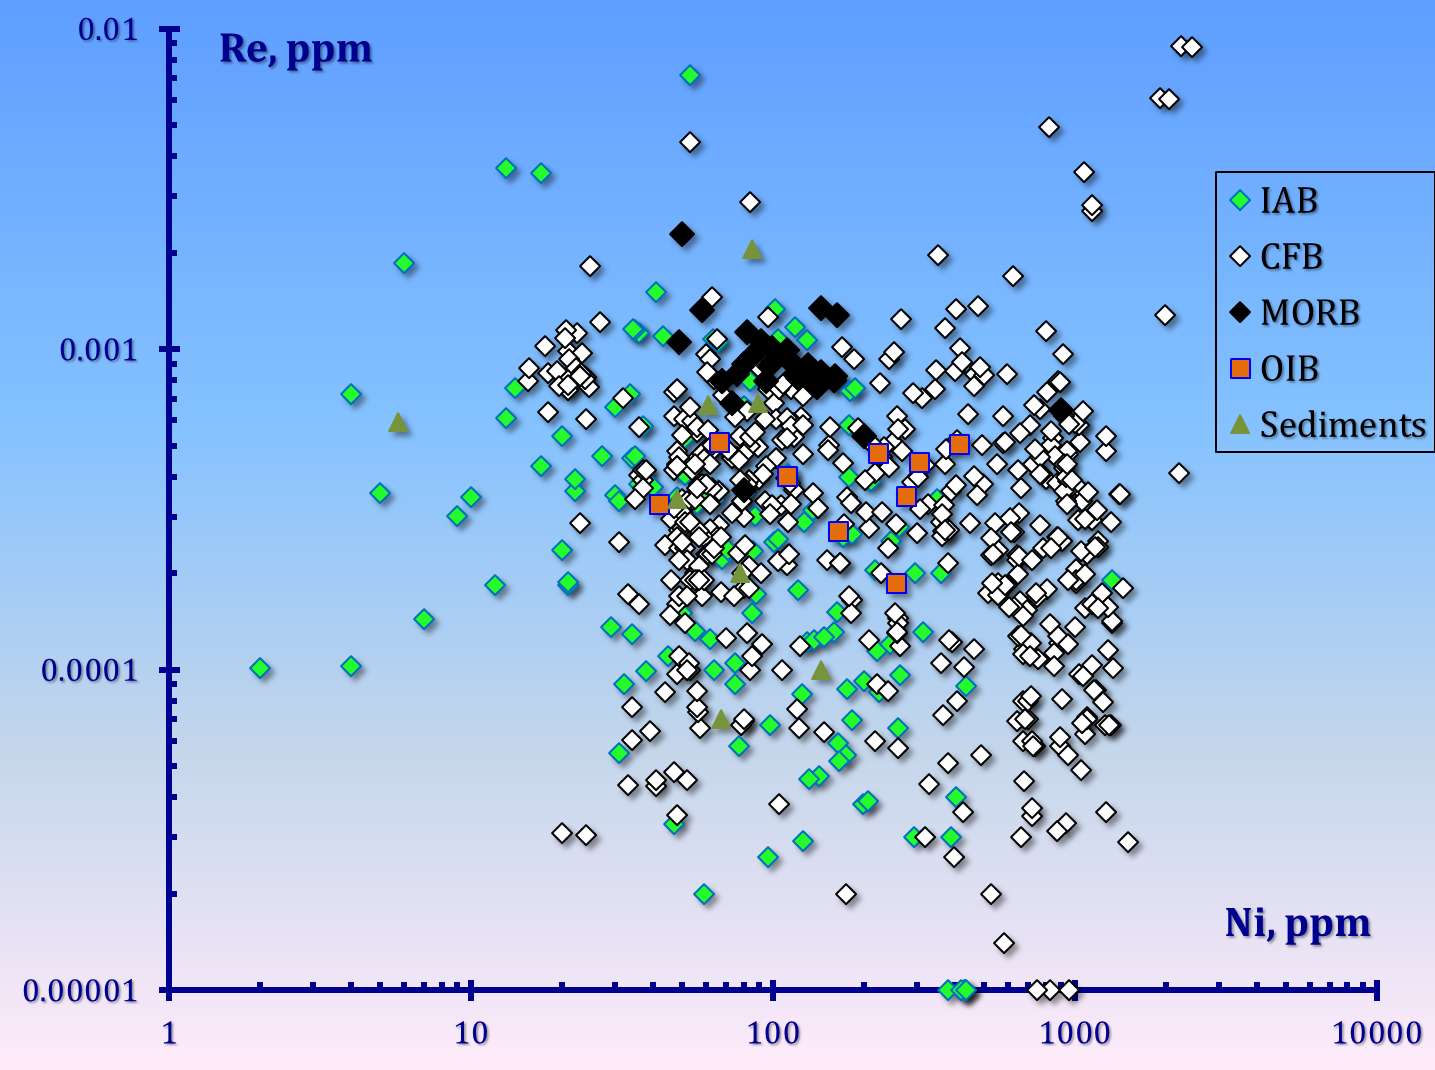 0.01
Re, ppm
IAB
CFB
MORB
0.001
OIB
Sediments
0.0001
Ni, ppm
0.00001
1 10 100 1000 10000